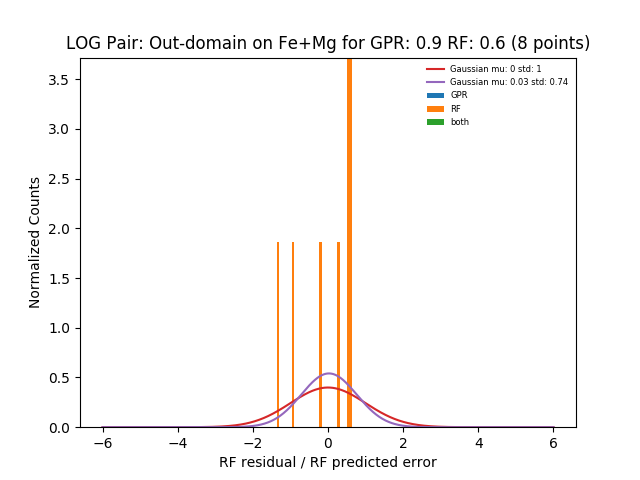 LOG Pair: Out-domain on Fe+Mg for GPR: 0.9 RF: 0.6 (8 points)
Gaussian mu: 0 std: 1
Gaussian mu: 0.03 std: 0.74
GPR
RF
both
Normalized Counts
3.5
3.0
2.5
2.0
1.5
1.0
0.5
0.0
−6 −4 −2 0 2 4 6
RF residual / RF predicted error